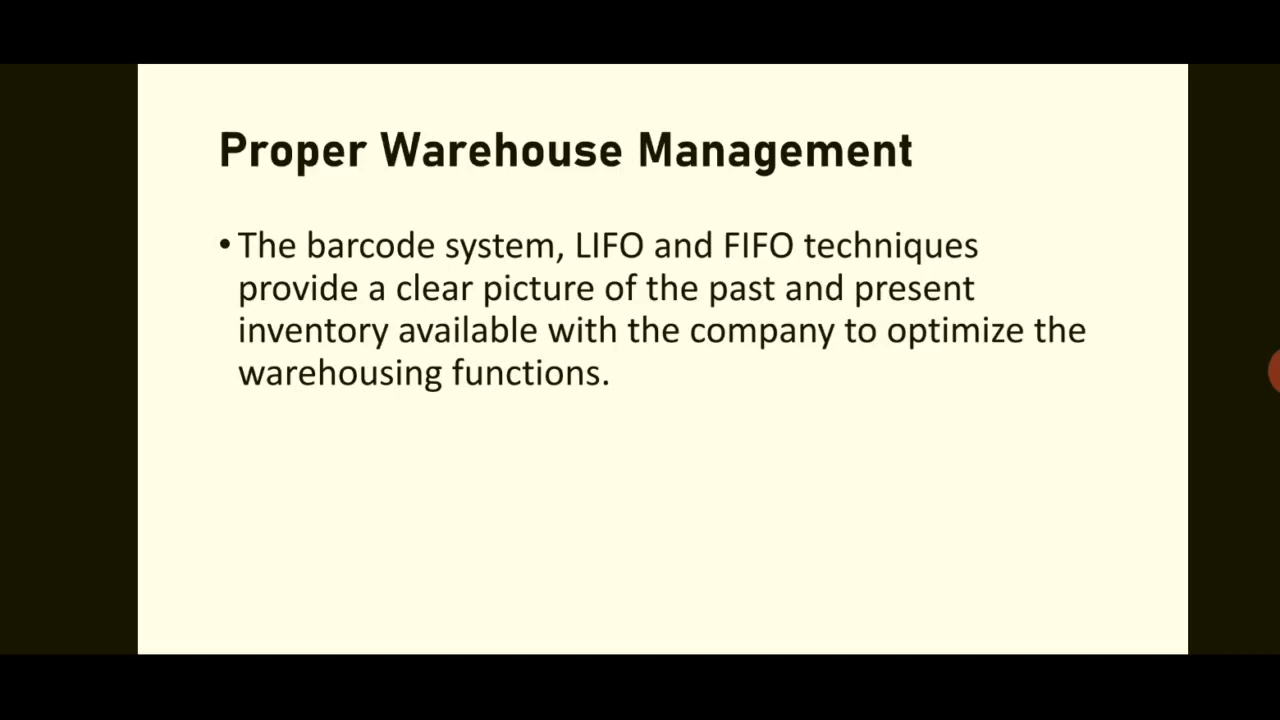 Proper Warehouse Management
• The barcode system, LIFO and FIFO techniques
provide a clear picture of the past and present
inventory available with the company to optimize the
warehousing functions.